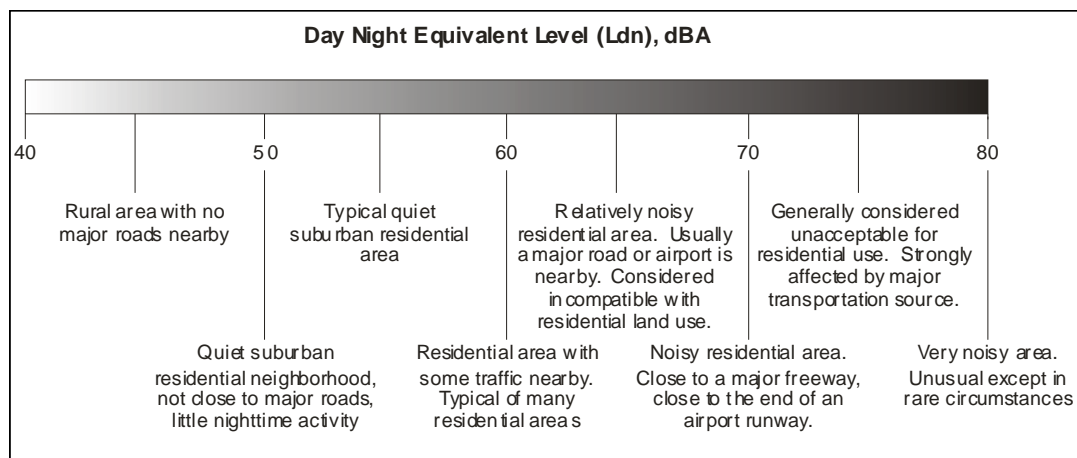 Day Night Equivalent Level (Ldn), dBA
40
50
60
70
80
Rural area with no
major roads nearby
Typical quiet
suburban residential
area
Relatively noisy
residential area. Usually
a major road or airport is
nearby. Considered
incompatible with
residential land use.
Generally considered
unacceptable for
residential use. Strongly
affected by major
transportation source.
Quiet suburban
residential neighborhood,
not close to major roads,
little nighttime activity
Residential area with
some traffic nearby.
Typical of many
residential areas
Noisy residential area.
Close to a major freeway,
close to the end of an
airport runway.
Very noisy area.
Unusual except in
rare circumstances